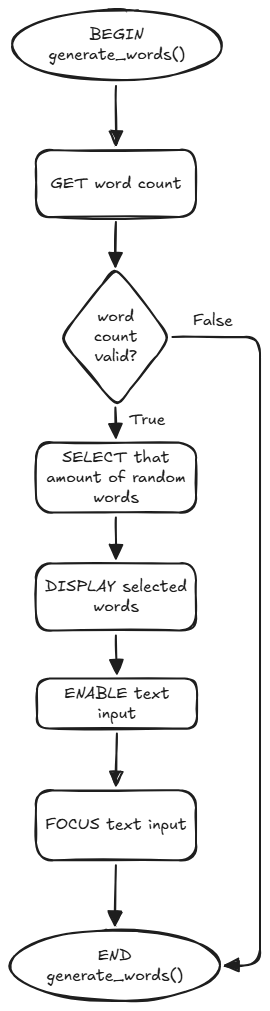 BEGIN
generate_words()
GET word count
word
count
valid?
False
True
SELECT that
amount of random
words
DISPLAY selected
words
ENABLE text
input
FOCUS text input
END
generate_words()